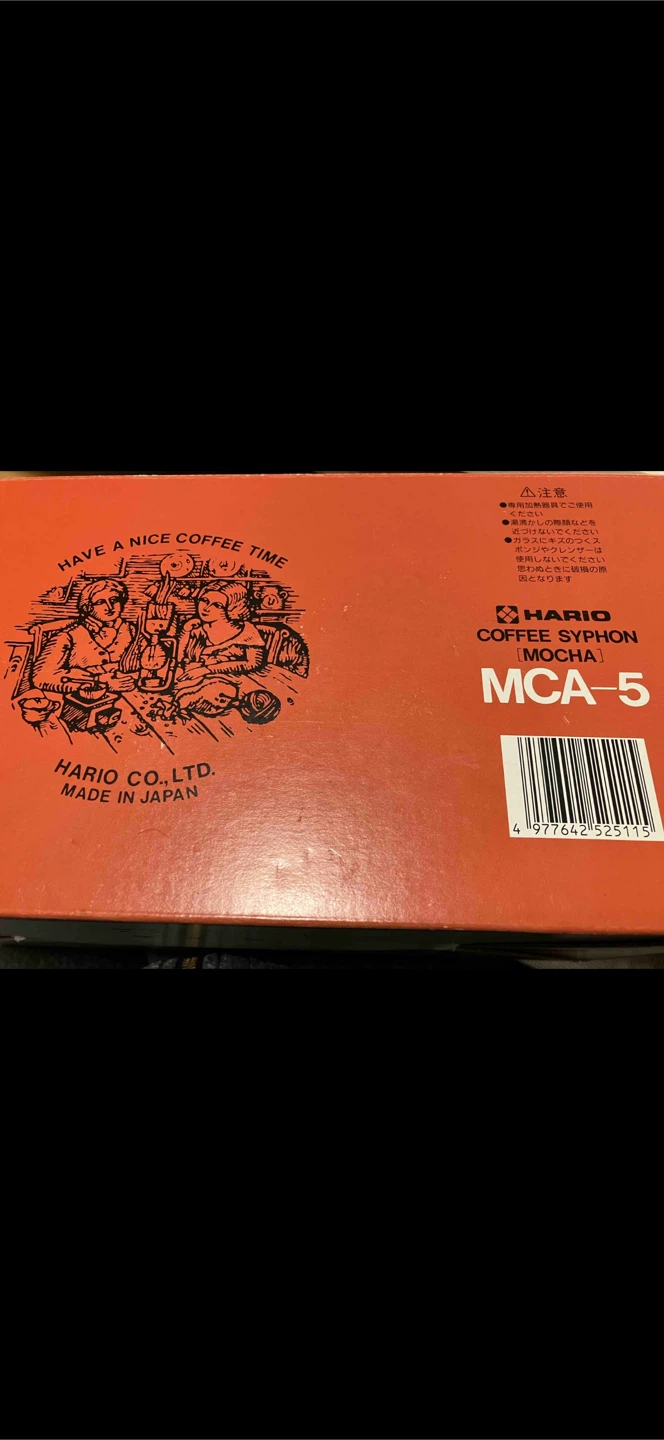 HAVE A NICE COFFEE TIME
HARIO CO., LTD.
MADE IN JAPAN
⚠注意
●専用加熱器具でご使用
ください
●湯沸かしの際顔などを
近づけないでください
●ガラスにキズのつくス
ポンジやクレンザーは
使用しないでください
思わぬときに破損の原
因となります
HARIO
COFFEE SYPHON
[MOCHA]
MCA-5
4 977642 525115